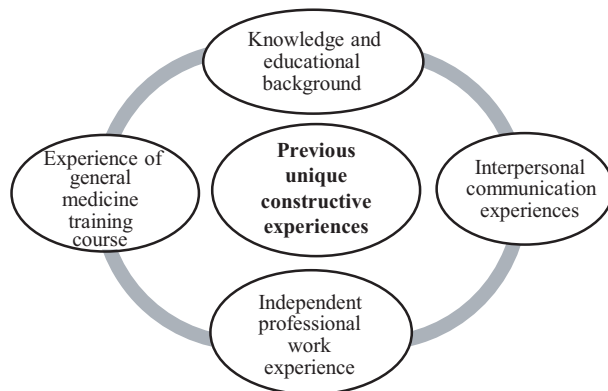 Knowledge and
educational
background
Experience of
general
medicine
training
course
Previous
unique
constructive
experiences
Interpersonal
communication
experiences
Independent
professional
work
experience